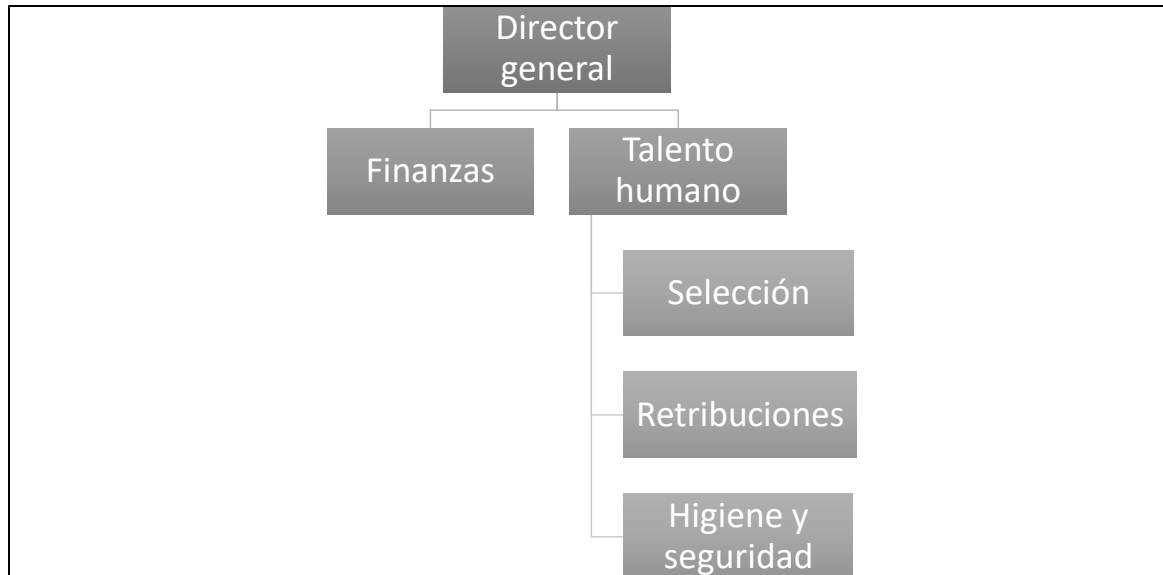 Director
general
Finanzas
Talento
humano
Selección
Retribuciones
Higiene y
seguridad